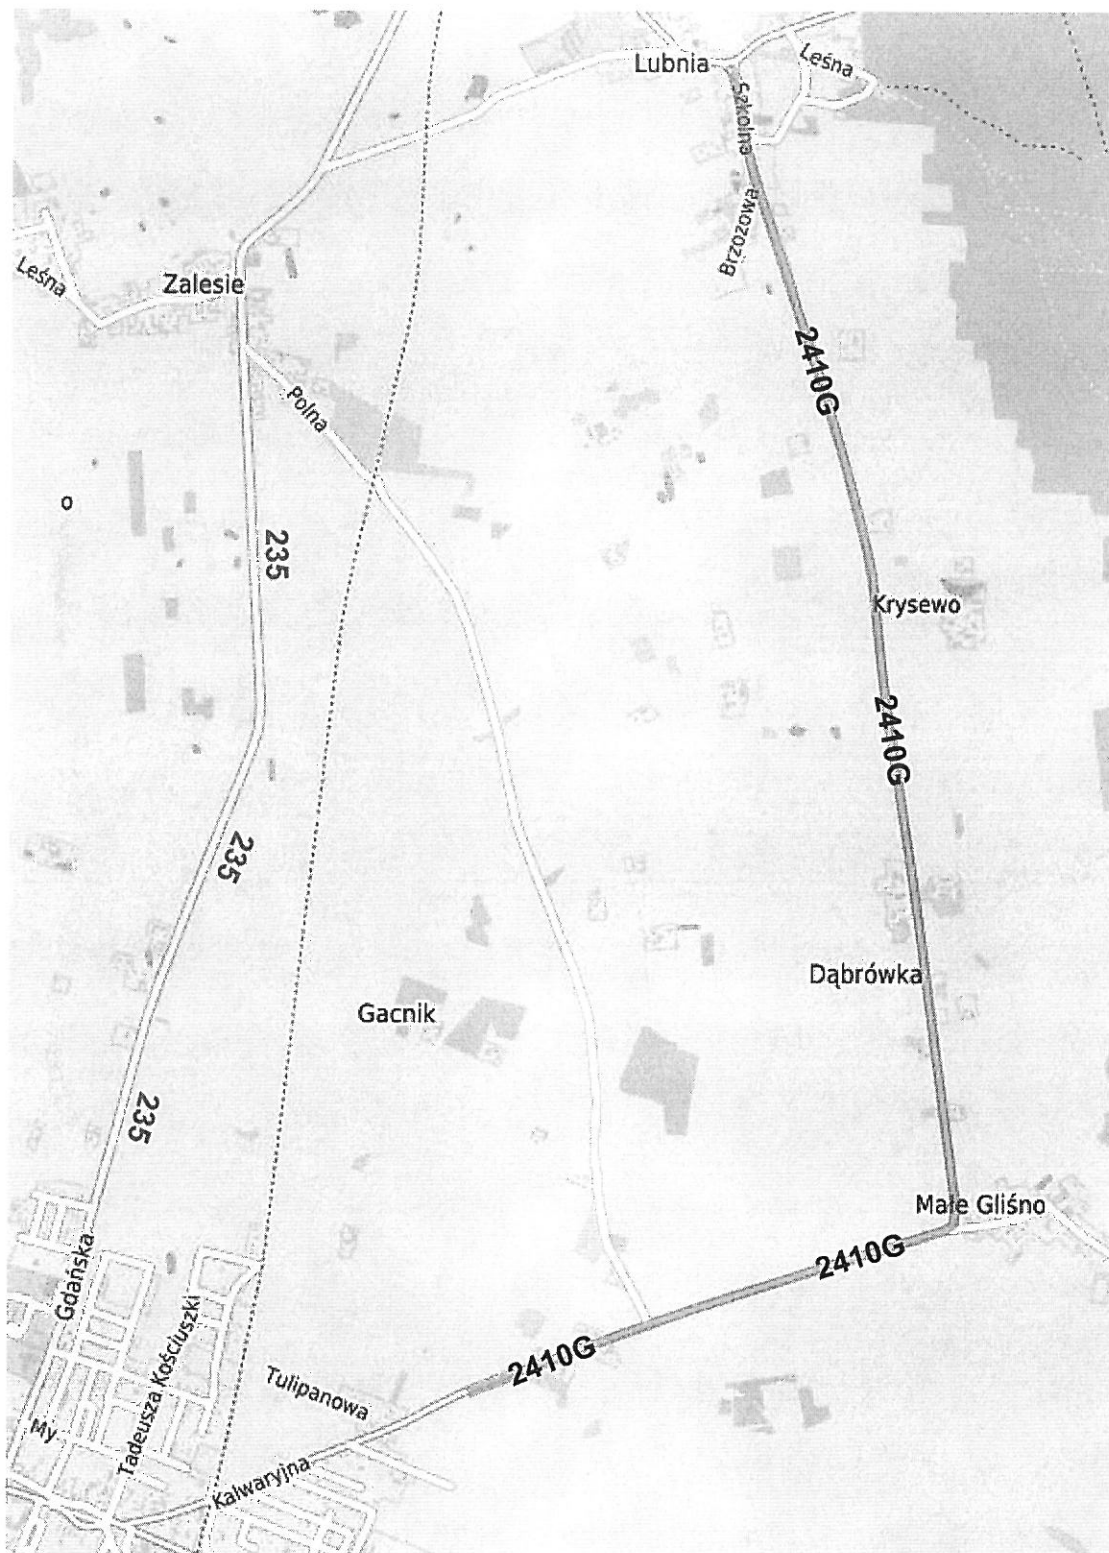 Lubnia
Leśna
Szkolna
Brzozowa
Leśna
Zalesie
2410G
Polna
o
235
Krysewo
2410G
235
Dąbrówka
Gacnik
235
Małe Gliśno
Gdańska
2410G
Tadeusza Kościuszki
2410G
Tulipanowa
My
Kalwaryjna